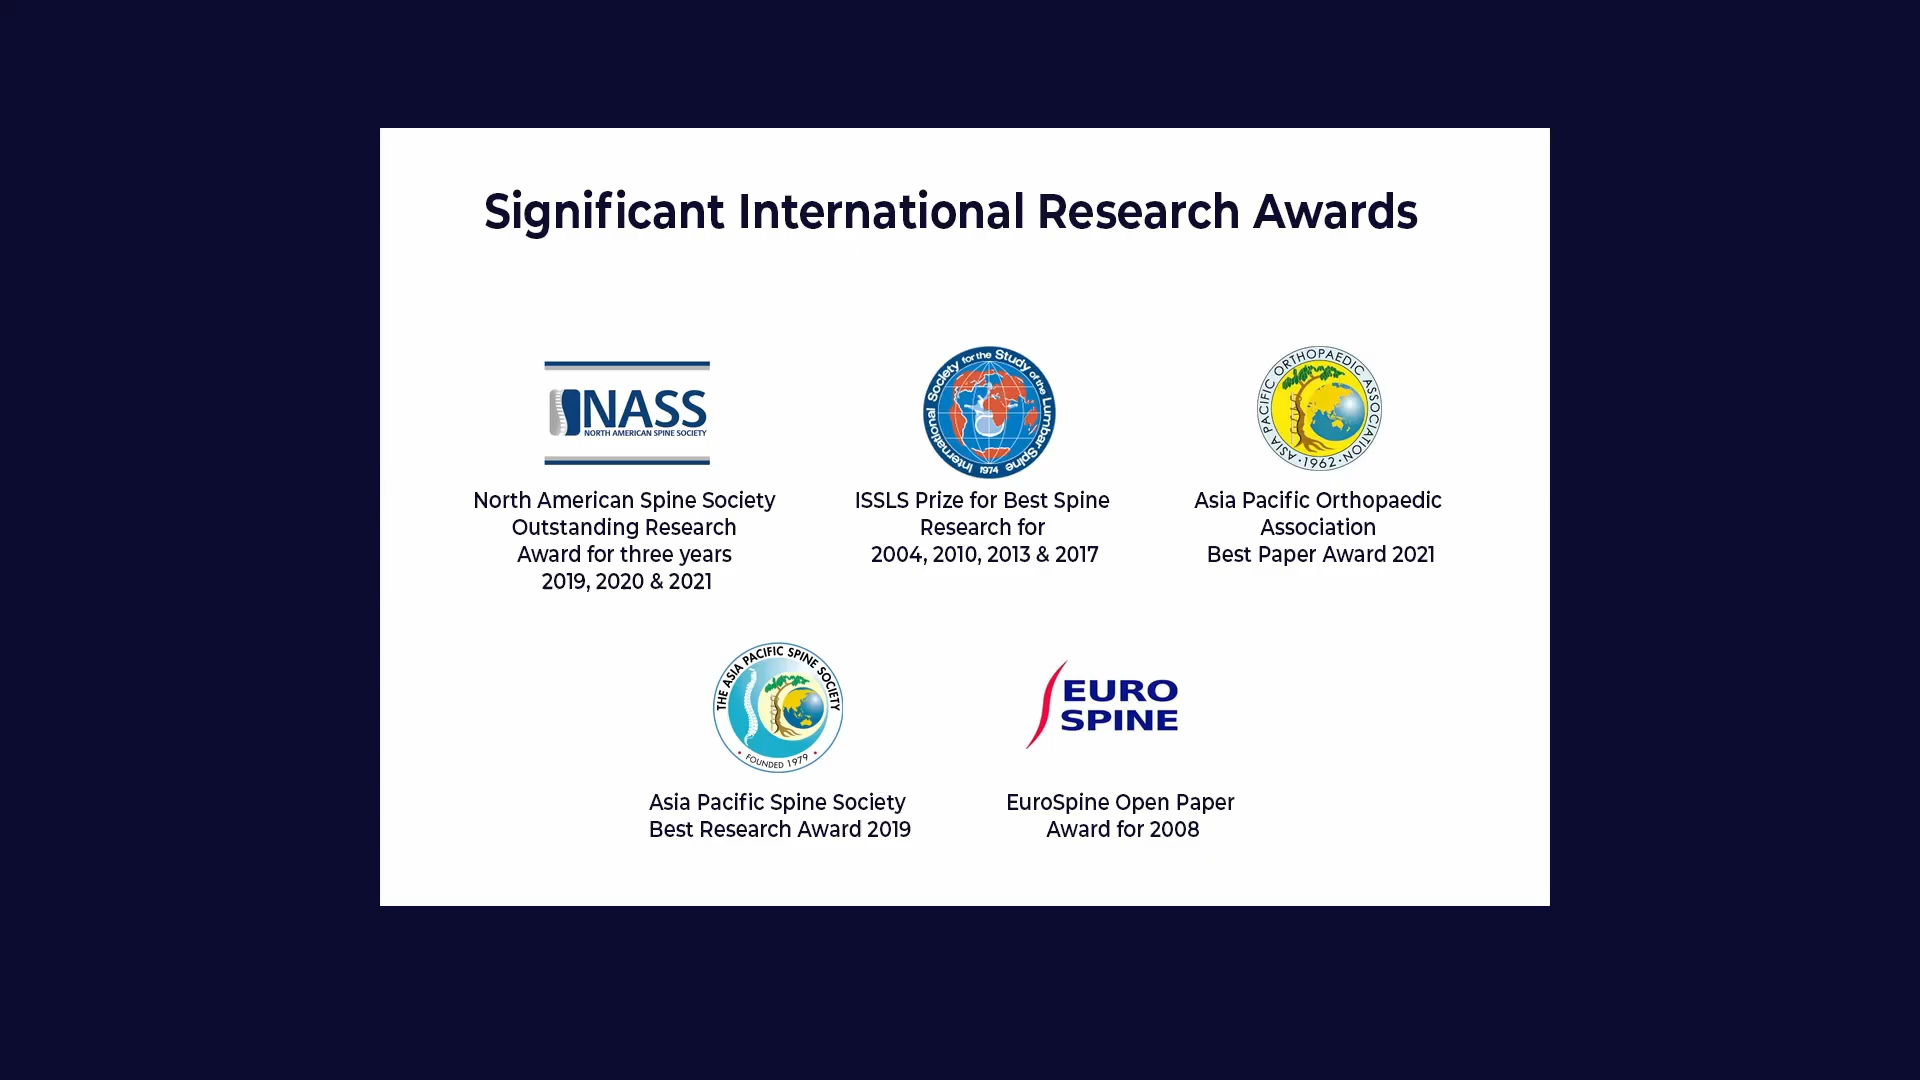 Significant International Research Awards
NASS
NORTH AMERICAN SPINE SOCIETY
International Society for the Study of the Lumbar Spine
1974
ASIA PACIFIC ORTHOPAEDIC ASSOCIATION
·1962·
North American Spine Society
Outstanding Research
Award for three years
2019, 2020 & 2021
ISSLS Prize for Best Spine
Research for
2004, 2010, 2013 & 2017
Asia Pacific Orthopaedic
Association
Best Paper Award 2021
THE ASIA PACIFIC SPINE SOCIETY
FOUNDED 1979
EURO
SPINE
Asia Pacific Spine Society
Best Research Award 2019
EuroSpine Open Paper
Award for 2008